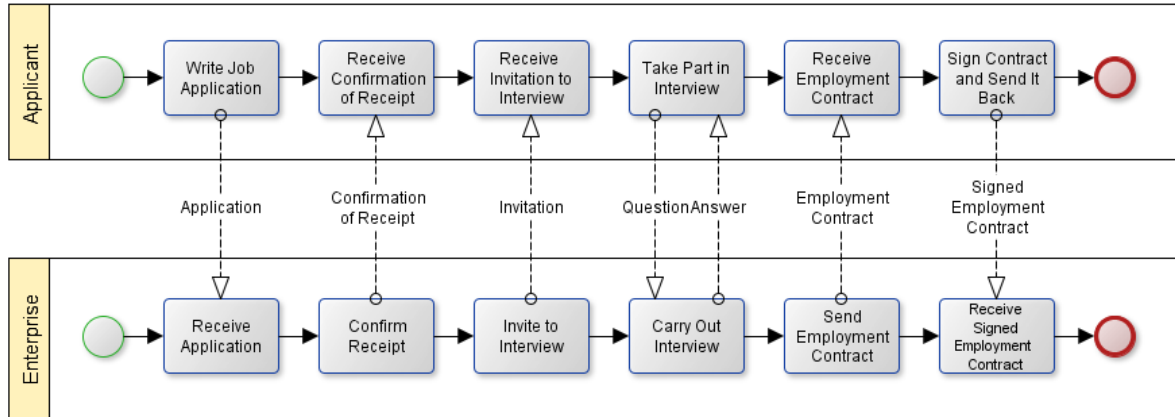 Applicant
Write Job
Application
Receive
Confirmation
of Receipt
Receive
Invitation to
Interview
Take Part in
Interview
Receive
Employment
Contract
Sign Contract
and Send It
Back
Application
Confirmation
of Receipt
Invitation
Question
Answer
Employment
Contract
Signed
Employment
Contract
Enterprise
Receive
Application
Confirm
Receipt
Invite to
Interview
Carry Out
Interview
Send
Employment
Contract
Receive
Signed
Employment
Contract